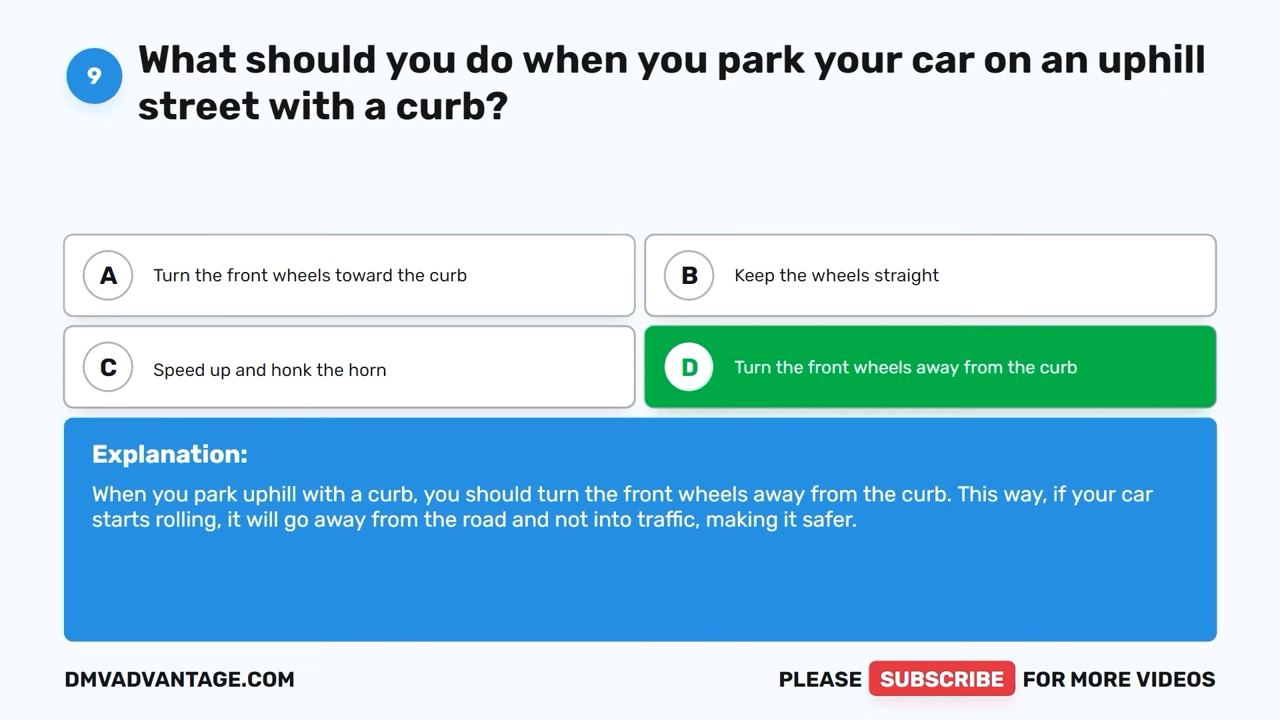 9
What should you do when you park your car on an uphill
street with a curb?
A
Turn the front wheels toward the curb
B
Keep the wheels straight
C
Speed up and honk the horn
D
Turn the front wheels away from the curb
Explanation:
When you park uphill with a curb, you should turn the front wheels away from the curb. This way, if your car
starts rolling, it will go away from the road and not into traffic, making it safer.
DMVADVANTAGE.COM
PLEASE SUBSCRIBE FOR MORE VIDEOS